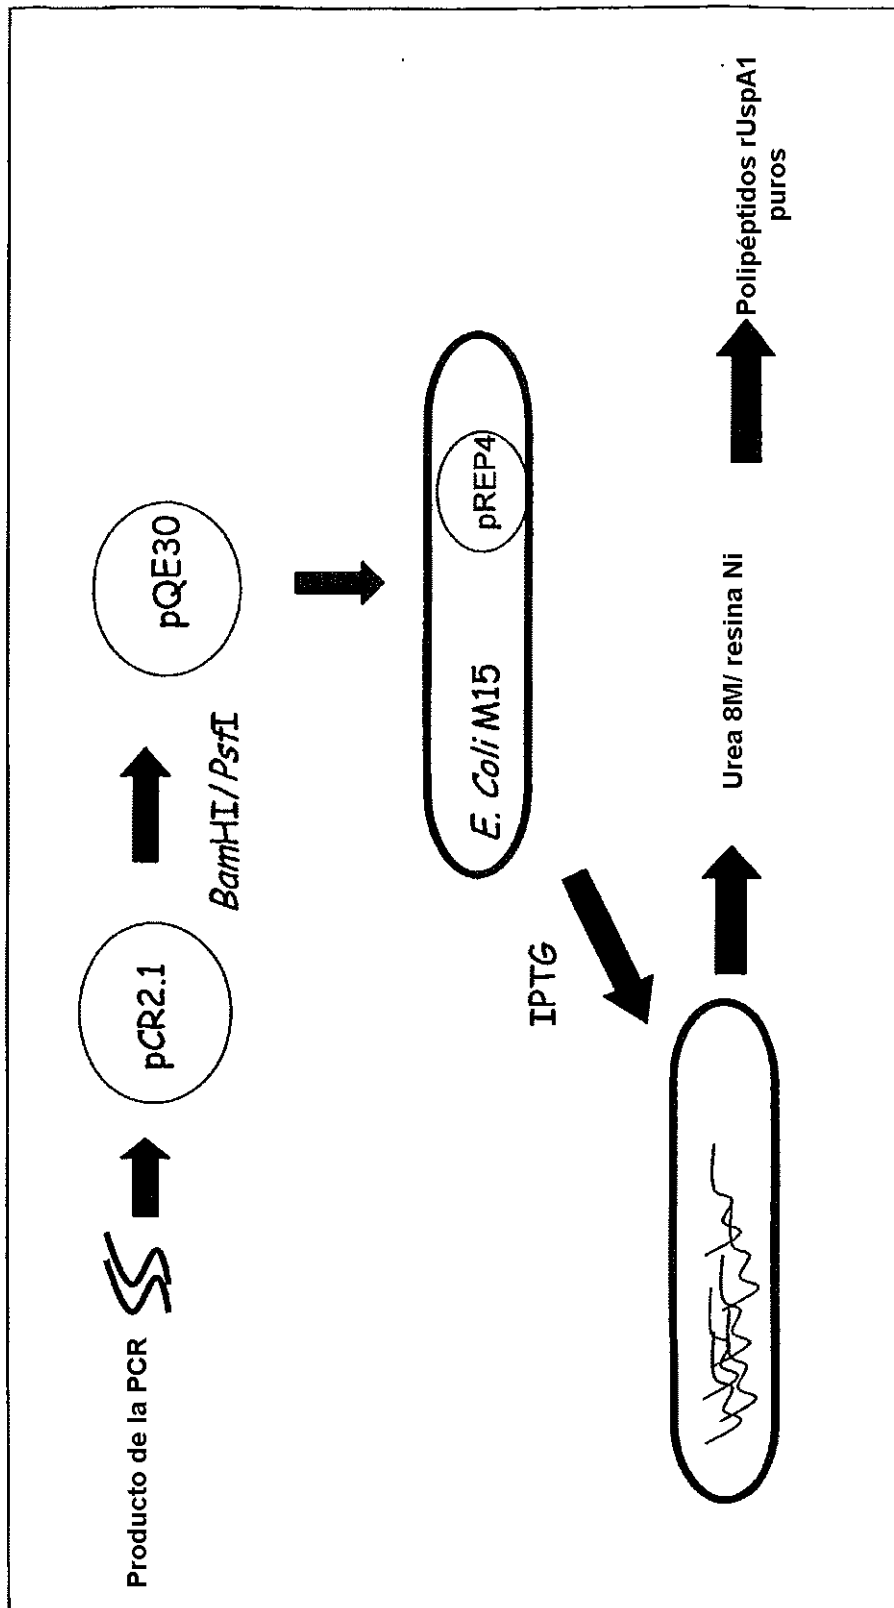 Producto de la PCR
pCR2.1
BamHI/PstI
pQE30
E. Coli M15
pREP4
IPTG
Urea 8M/ resina Ni
Polipéptidos rUspA1
puros